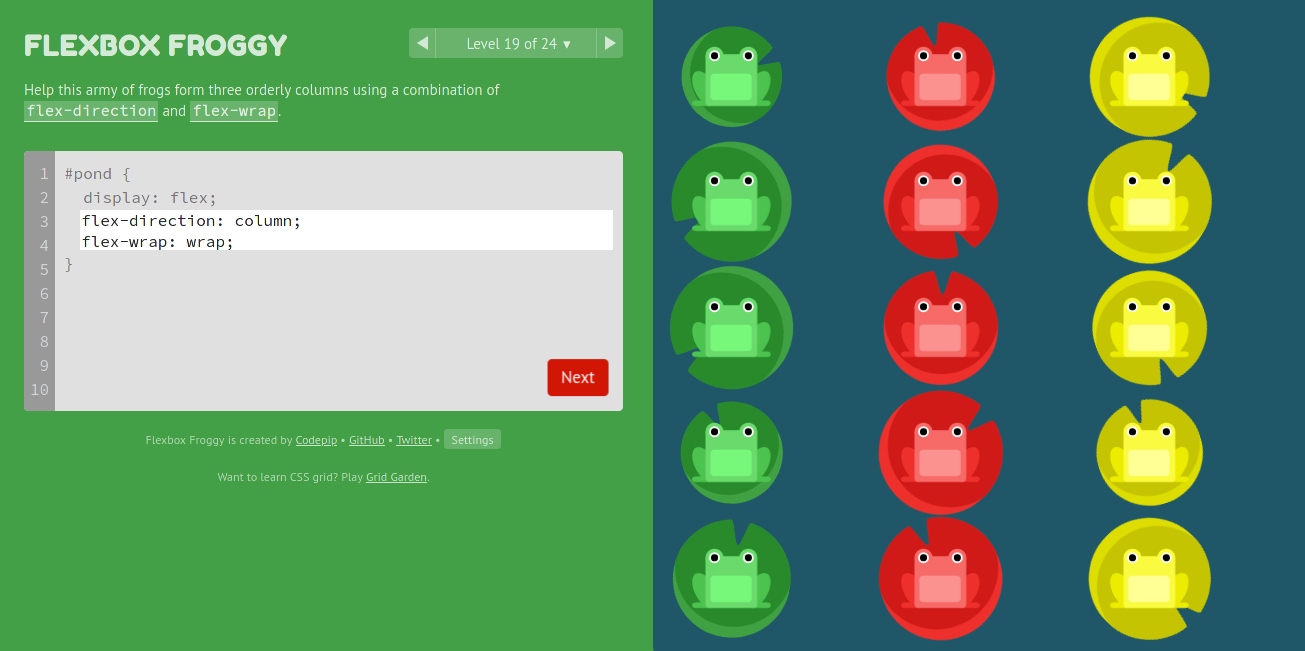 FLEXBOX FROGGY
◀ Level 19 of 24 ▾ ▶
Help this army of frogs form three orderly columns using a combination of
flex-direction and flex-wrap.
1 #pond {
2 display: flex;
3 flex-direction: column;
4 flex-wrap: wrap;
5 }
6
7
8
9
10
Next
Flexbox Froggy is created by Codepip • GitHub • Twitter • Settings
Want to learn CSS grid? Play Grid Garden.